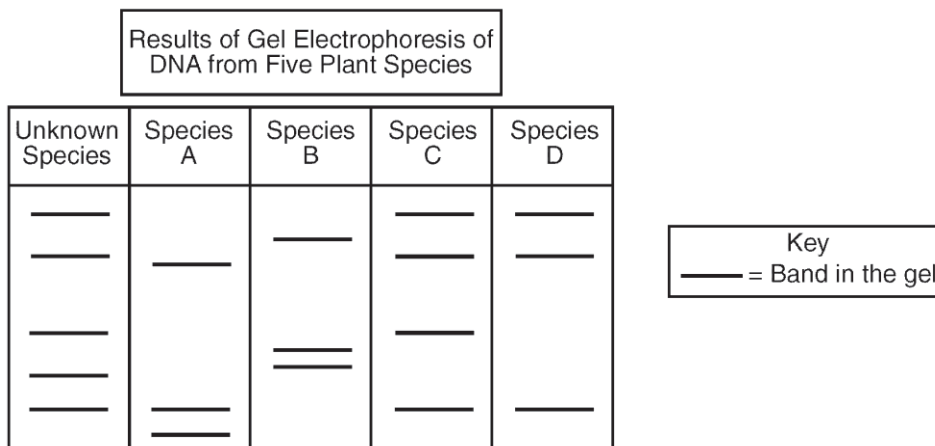 Results of Gel Electrophoresis of
DNA from Five Plant Species
Unknown
Species
Species
A
Species
B
Species
C
Species
D
Key
= Band in the gel